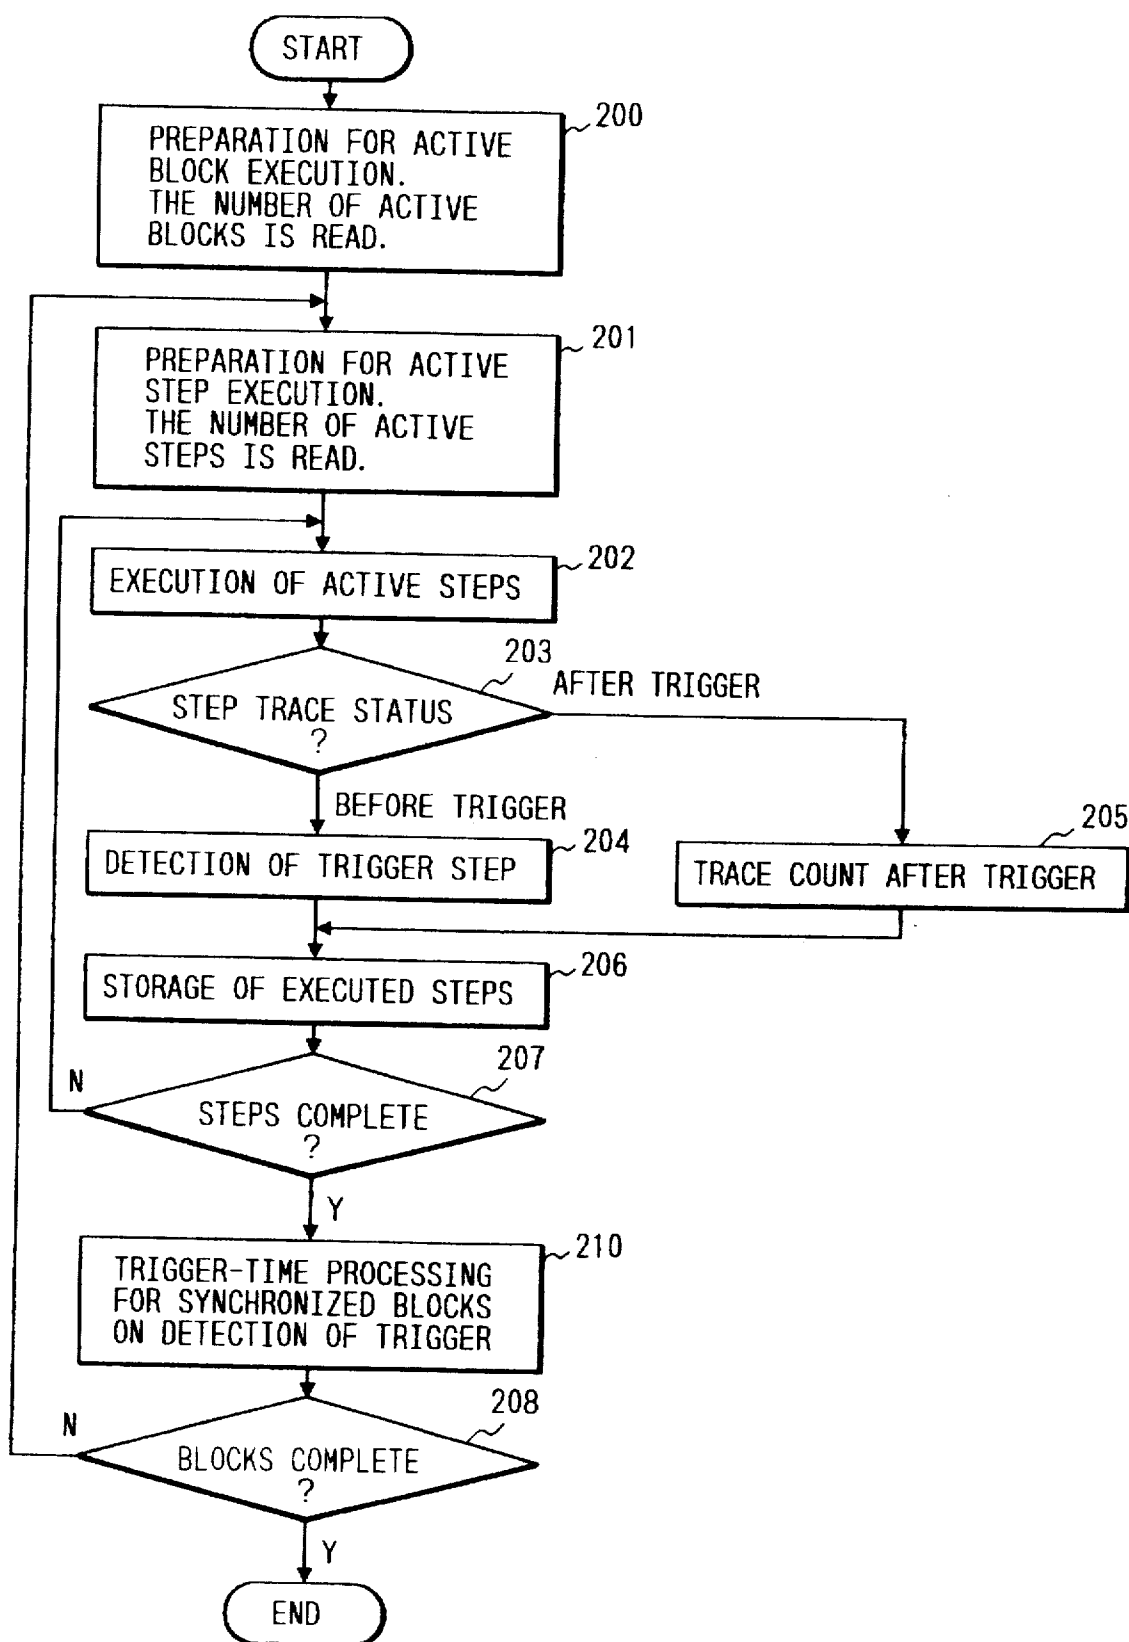 START
200
PREPARATION FOR ACTIVE
BLOCK EXECUTION.
THE NUMBER OF ACTIVE
BLOCKS IS READ.
201
PREPARATION FOR ACTIVE
STEP EXECUTION.
THE NUMBER OF ACTIVE
STEPS IS READ.
202
EXECUTION OF ACTIVE STEPS
203
STEP TRACE STATUS
?
AFTER TRIGGER
BEFORE TRIGGER
204
DETECTION OF TRIGGER STEP
205
TRACE COUNT AFTER TRIGGER
206
STORAGE OF EXECUTED STEPS
207
N
STEPS COMPLETE
?
Y
210
TRIGGER-TIME PROCESSING
FOR SYNCHRONIZED BLOCKS
ON DETECTION OF TRIGGER
208
N
BLOCKS COMPLETE
?
Y
END